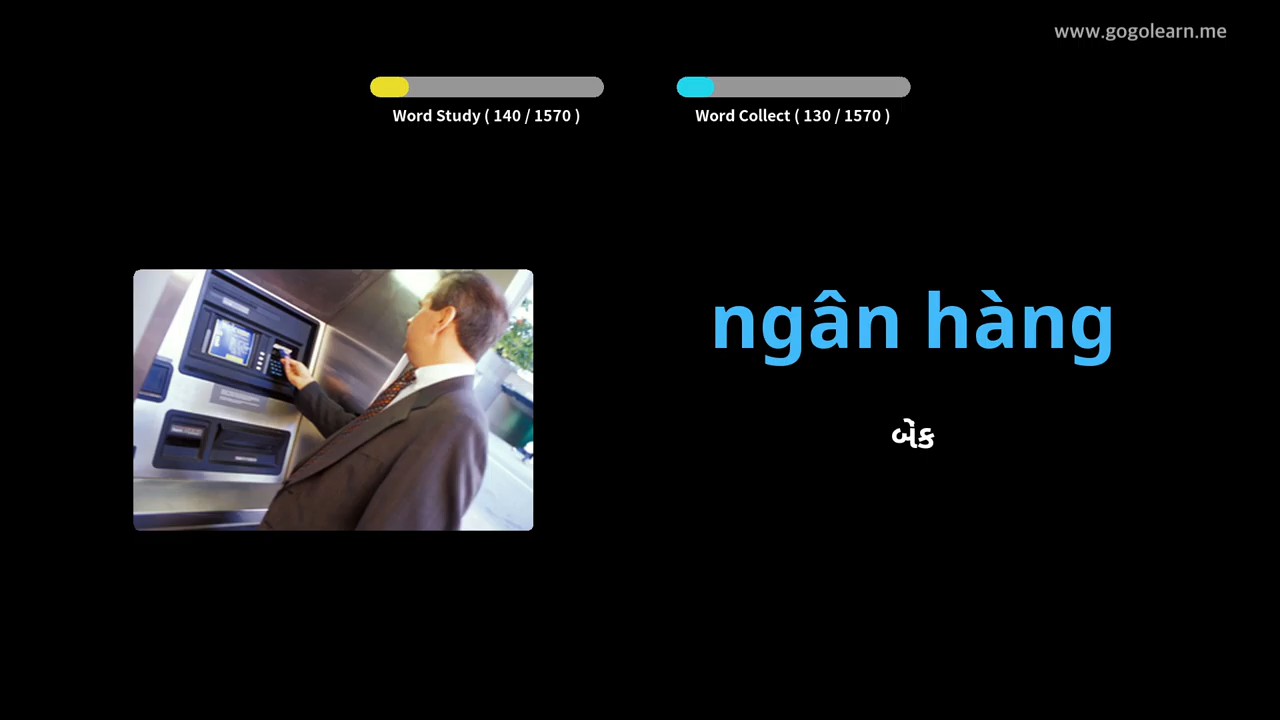 www.gogolearn.me
Word Study ( 140 / 1570 )
Word Collect ( 130 / 1570 )
ngân hàng
બેંક